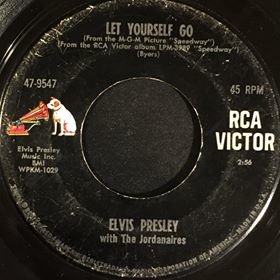 LET YOURSELF GO
(From the M-G-M Picture "Speedway")
(From the RCA Victor album LPM-3989 "Speedway")
(Byers)
47-9547
45 RPM
RCA
VICTOR
Elvis Presley
Music Inc.
BMI
WPKM-1029
2:56
ELVIS PRESLEY
with The Jordanaires